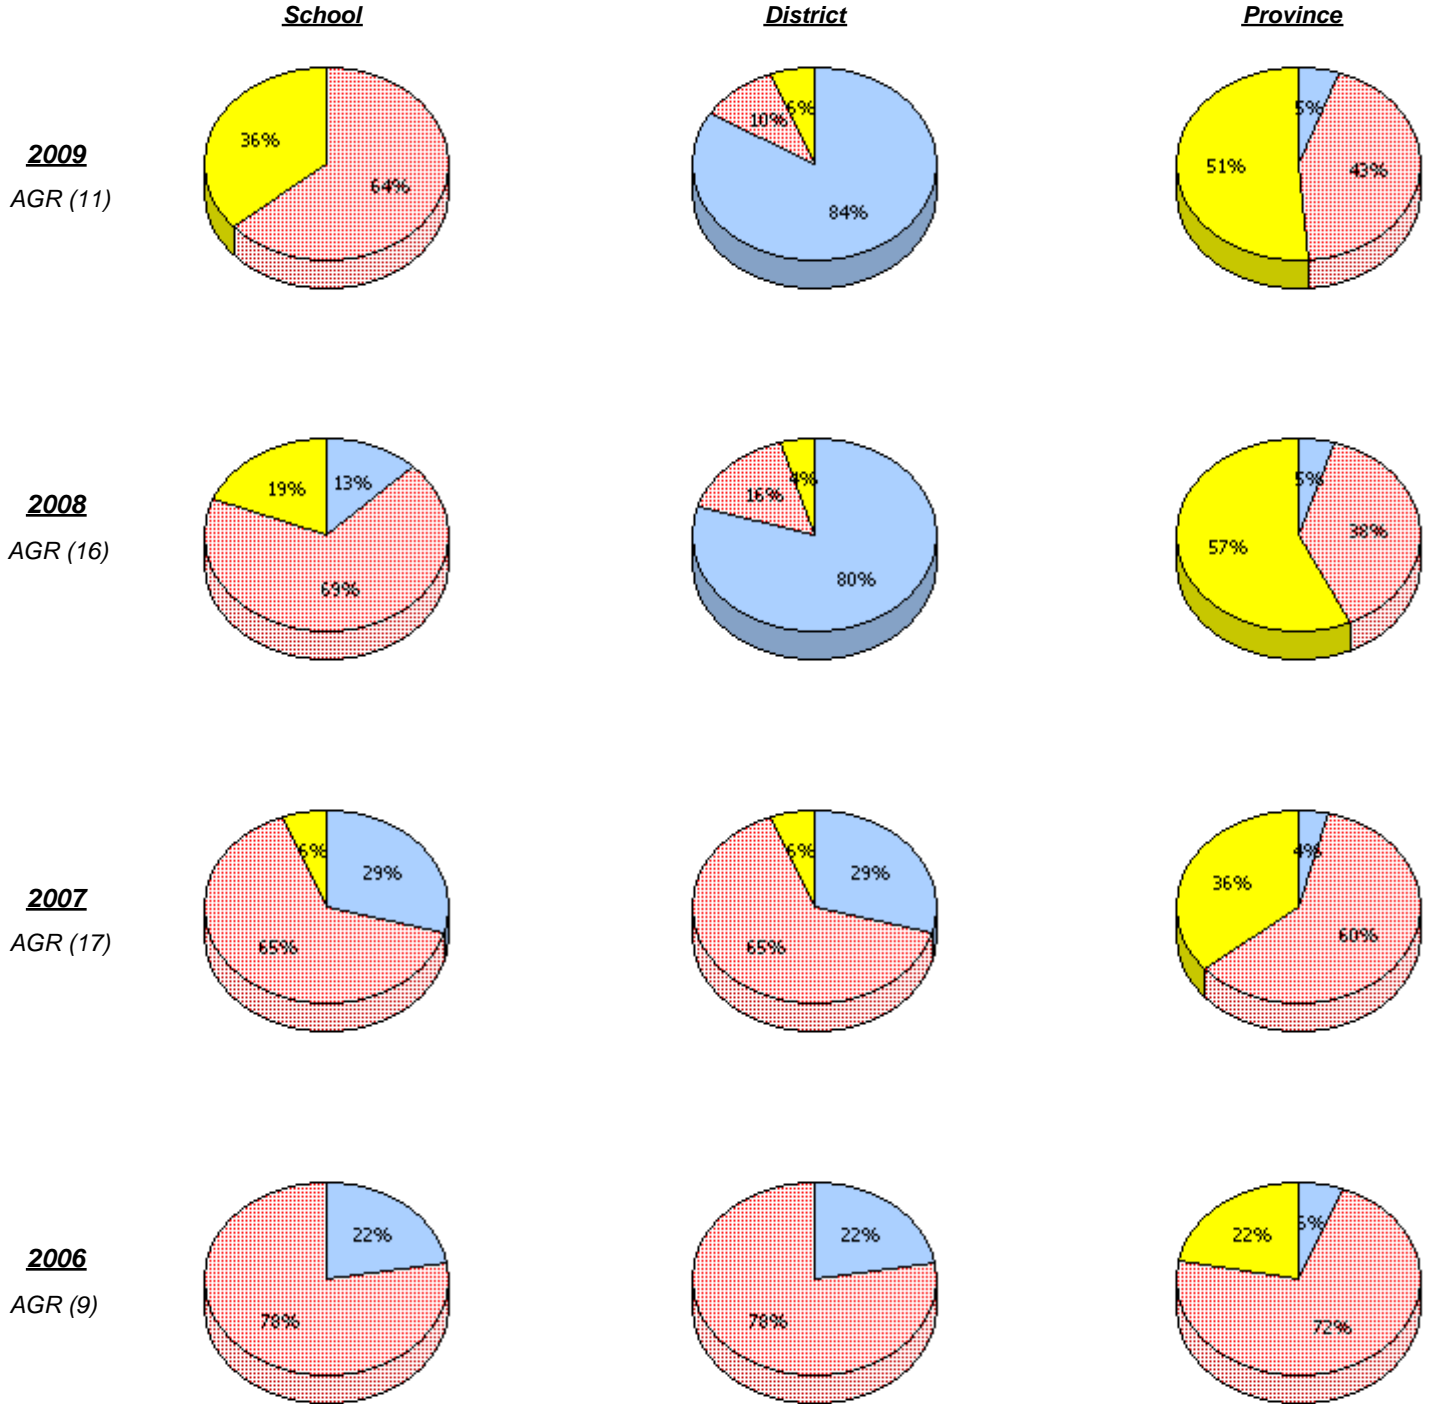 School District Province
36% 64% 10% 6% 84% 5% 51% 43%
2009
AGR (11)
19% 13% 69% 16% 4% 80% 5% 57% 38%
2008
AGR (16)
6% 29% 65% 6% 29% 65% 4% 36% 60%
2007
AGR (17)
22% 78% 22% 78% 22% 72%
2006
AGR (9)